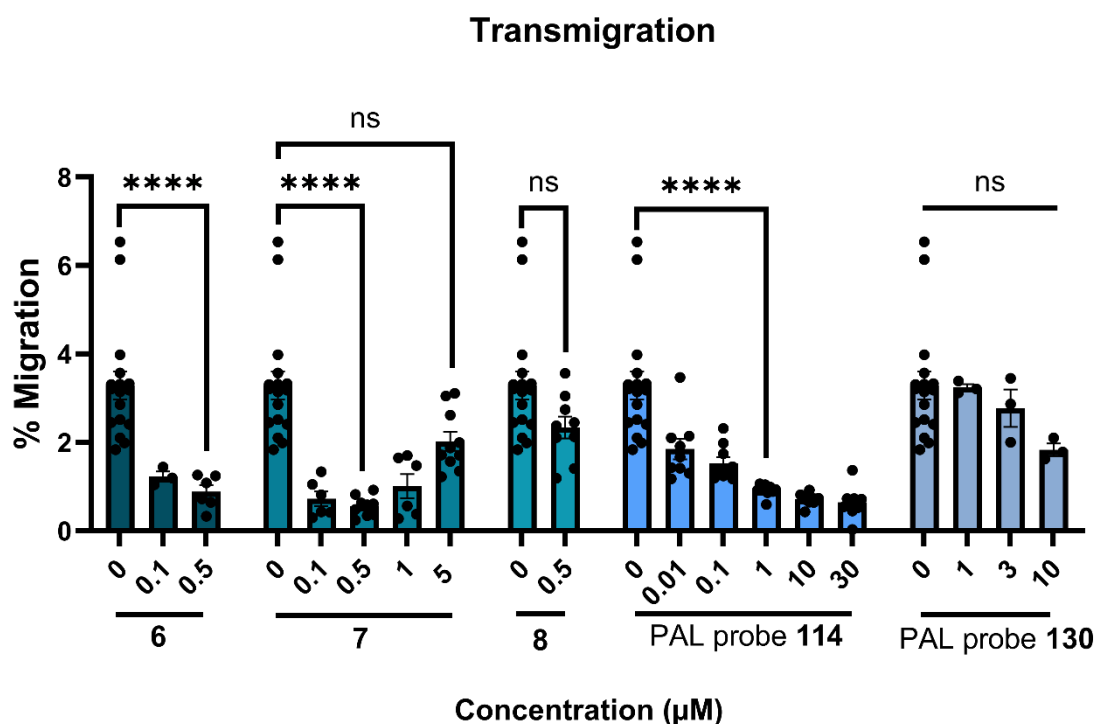 Transmigration
ns
**** **** ns **** ns
8
6
4
2
0
% Migration
0 0.1 0.5 0 0.1 0.5 1 5 0 0.5 0 0.01 0.1 1 10 30 0 1 3 10
6 7 8 PAL probe 114 PAL probe 130
Concentration (µM)